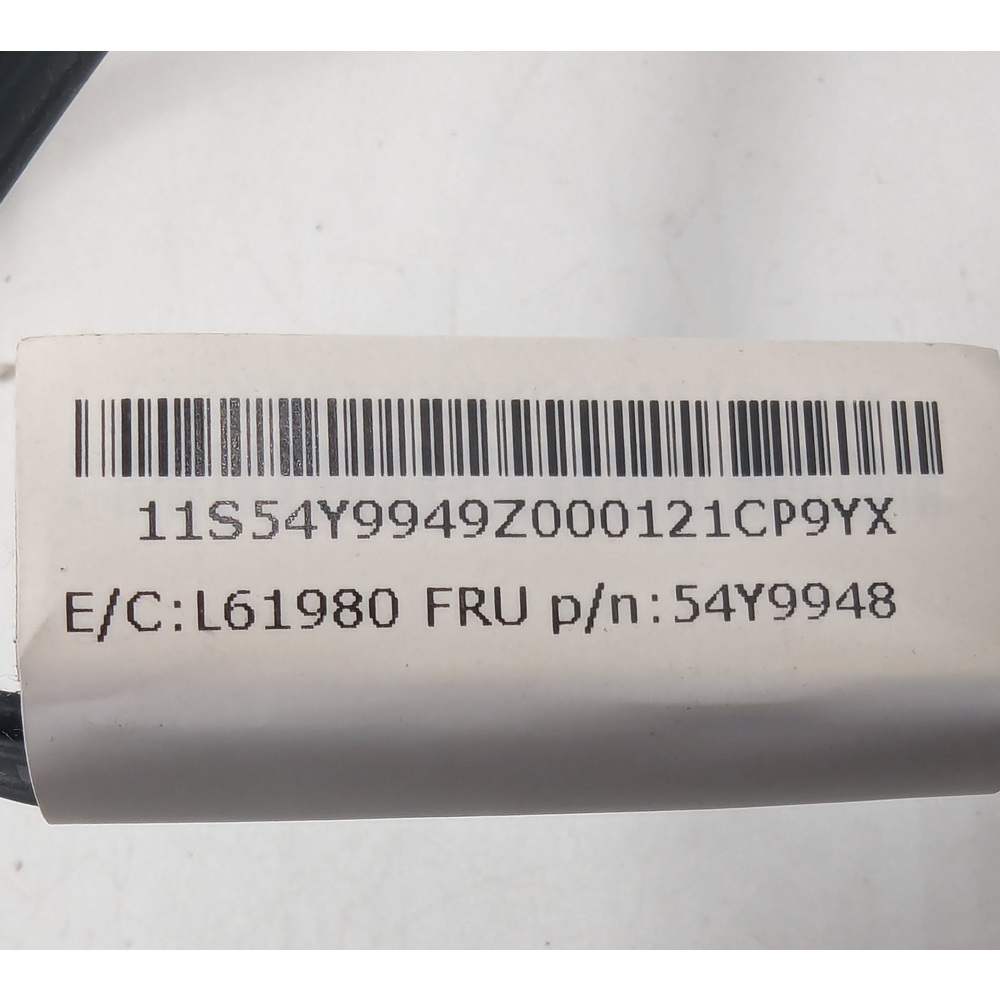 11S54Y9949Z000121CP9YX
E/C:L61980 FRU p/n:54Y9948